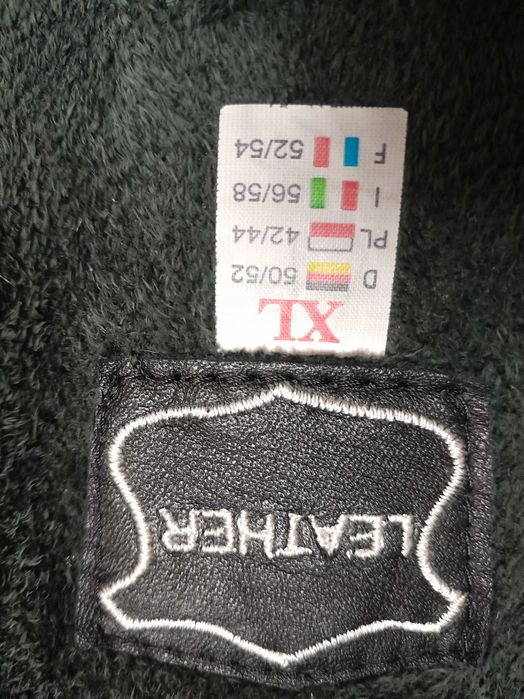 LEATHER
XL
D 50/52
PL 42/44
I 56/58
F 52/54